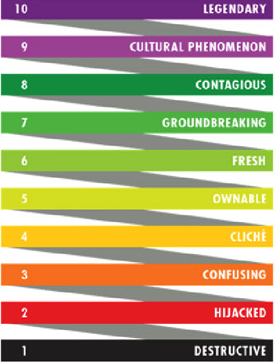 10 LEGENDARY
9 CULTURAL PHENOMENON
8 CONTAGIOUS
7 GROUNDBREAKING
6 FRESH
5 OWNABLE
4 CLICHÉ
3 CONFUSING
2 HIJACKED
1 DESTRUCTIVE